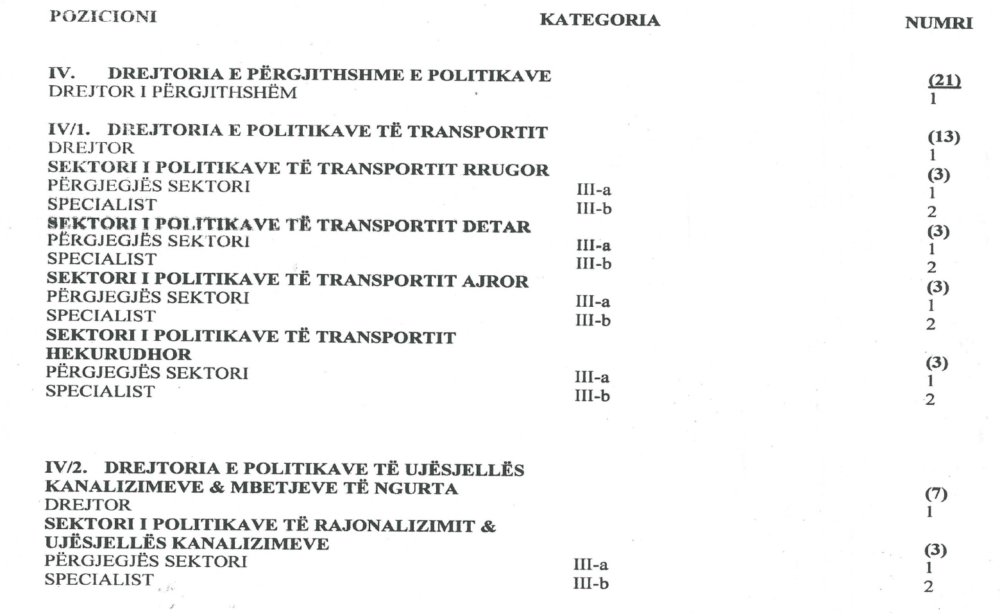 POZICIONI KATEGORIA NUMRI
IV. DREJTORIA E PËRGJITHSHME E POLITIKAVE (21)
DREJTOR I PËRGJITHSHËM 1
IV/1. DREJTORIA E POLITIKAVE TË TRANSPORTIT (13)
DREJTOR 1
SEKTORI I POLITIKAVE TË TRANSPORTIT RRUGOR (3)
PËRGJEGJËS SEKTORI III-a 1
SPECIALIST III-b 2
SEKTORI I POLITIKAVE TË TRANSPORTIT DETAR (3)
PËRGJEGJËS SEKTORI III-a 1
SPECIALIST III-b 2
SEKTORI I POLITIKAVE TË TRANSPORTIT AJROR (3)
PËRGJEGJËS SEKTORI III-a 1
SPECIALIST III-b 2
SEKTORI I POLITIKAVE TË TRANSPORTIT
HEKURUDHOR (3)
PËRGJEGJËS SEKTORI III-a 1
SPECIALIST III-b 2
IV/2. DREJTORIA E POLITIKAVE TË UJËSJELLËS
KANALIZIMEVE & MBETJEVE TË NGURTA (7)
DREJTOR 1
SEKTORI I POLITIKAVE TË RAJONALIZIMIT &
UJËSJELLËS KANALIZIMEVE (3)
PËRGJEGJËS SEKTORI III-a 1
SPECIALIST III-b 2